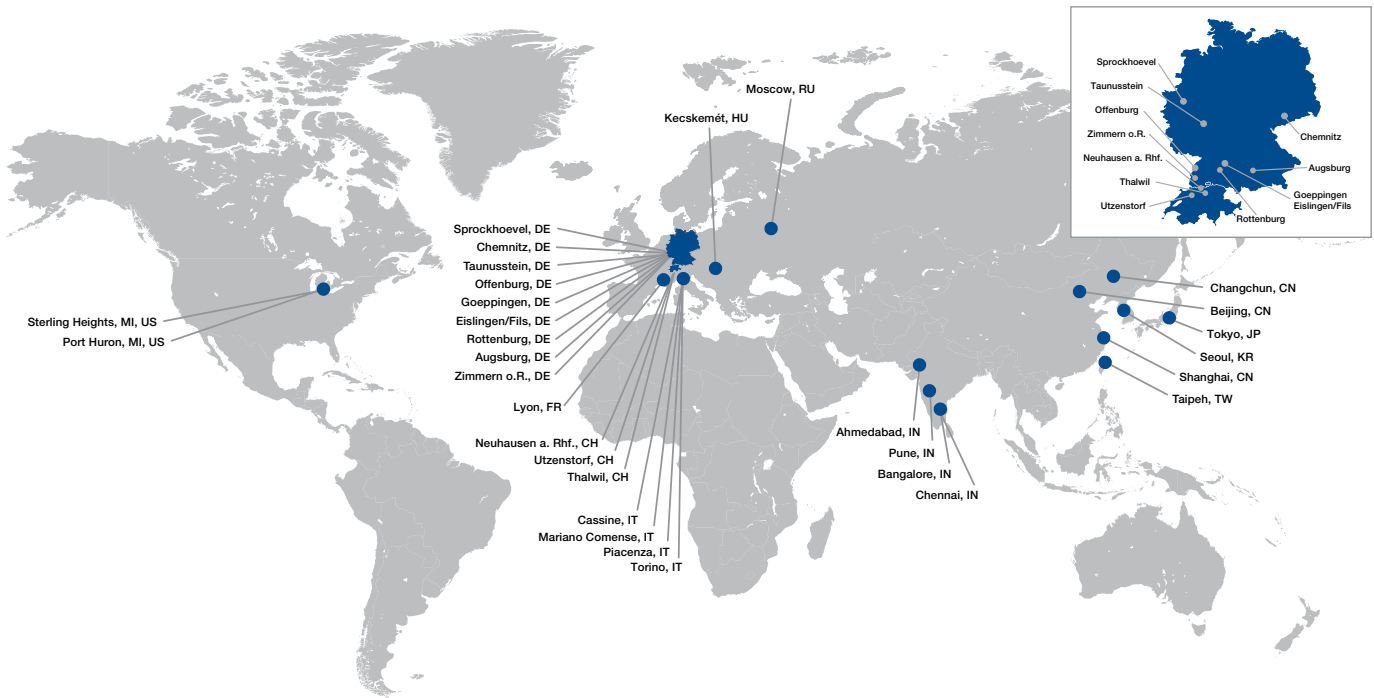 Moscow, RU
Kecskemét, HU
Sprockhoevel, DE
Chemnitz, DE
Taunusstein, DE
Offenburg, DE
Goeppingen, DE
Eislingen/Fils, DE
Rottenburg, DE
Augsburg, DE
Zimmern o.R., DE
Lyon, FR
Neuhausen a. Rhf., CH
Utzenstorf, CH
Thalwil, CH
Cassine, IT
Mariano Comense, IT
Piacenza, IT
Torino, IT
Sterling Heights, MI, US
Port Huron, MI, US
Ahmedabad, IN
Pune, IN
Bangalore, IN
Chennai, IN
Changchun, CN
Beijing, CN
Tokyo, JP
Seoul, KR
Shanghai, CN
Taipeh, TW
Sprockhoevel
Taunusstein
Offenburg
Zimmern o.R.
Neuhausen a. Rhf.
Thalwil
Utzenstorf
Chemnitz
Augsburg
Goeppingen
Eislingen/Fils
Rottenburg